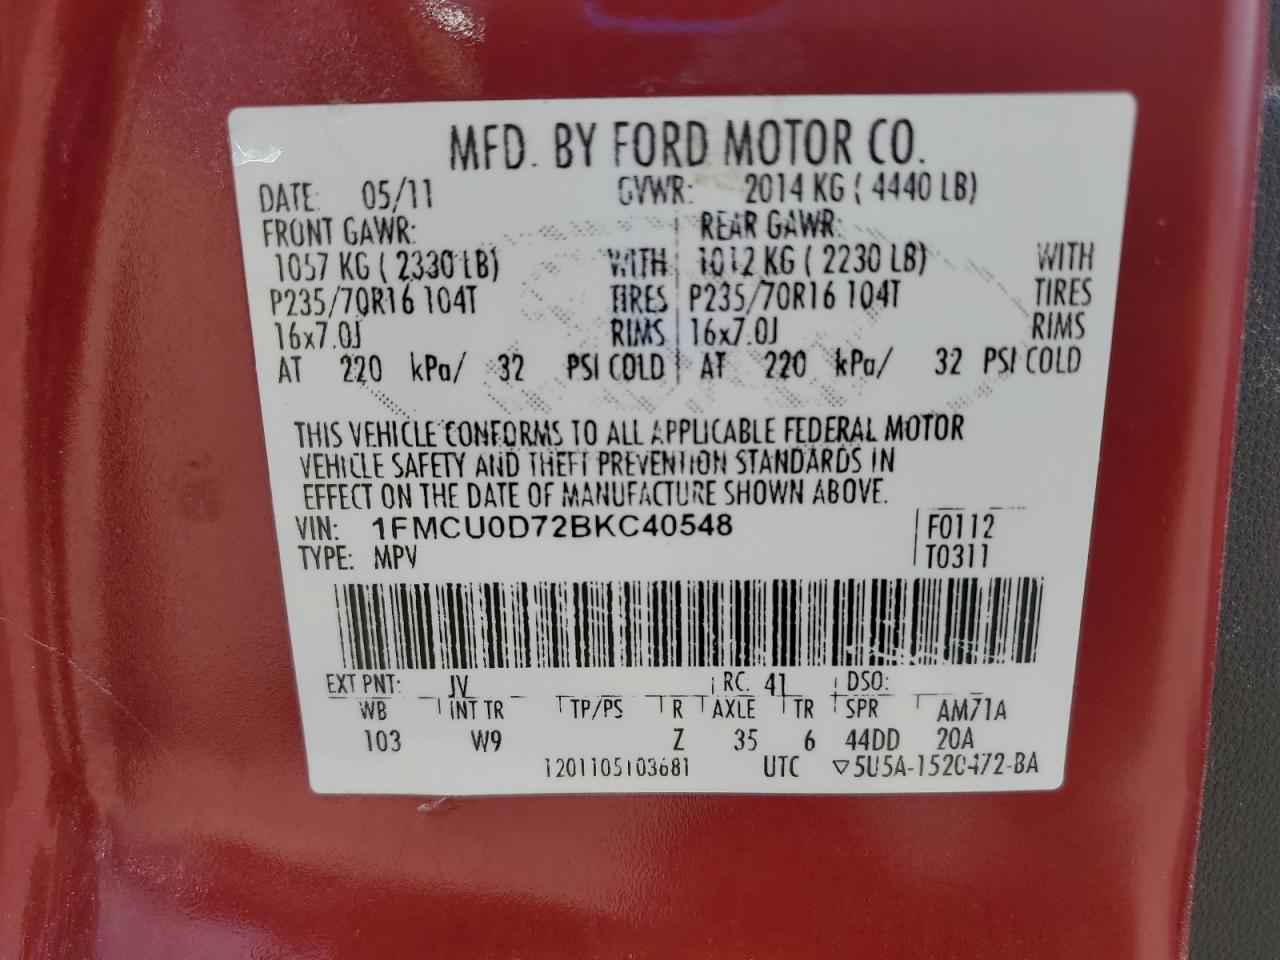 MFD. BY FORD MOTOR CO.
DATE: 05/11 GVWR: 2014 KG ( 4440 LB)
FRONT GAWR: REAR GAWR:
1057 KG ( 2330 LB) WITH 1012 KG ( 2230 LB) WITH
P235/70R16 104T TIRES P235/70R16 104T TIRES
16x7.0J RIMS 16x7.0J RIMS
AT 220 kPa/ 32 PSI COLD AT 220 kPa/ 32 PSI COLD
THIS VEHICLE CONFORMS TO ALL APPLICABLE FEDERAL MOTOR
VEHICLE SAFETY AND THEFT PREVENTION STANDARDS IN
EFFECT ON THE DATE OF MANUFACTURE SHOWN ABOVE.
VIN: 1FMCU0D72BKC40548 F0112
TYPE: MPV T0311
EXT PNT: JV RC: 41 DSO:
WB INT TR TP/PS R AXLE TR SPR AM71A
103 W9 Z 35 6 44DD 20A
1201105103681 UTC ▽5U5A-1520472-BA